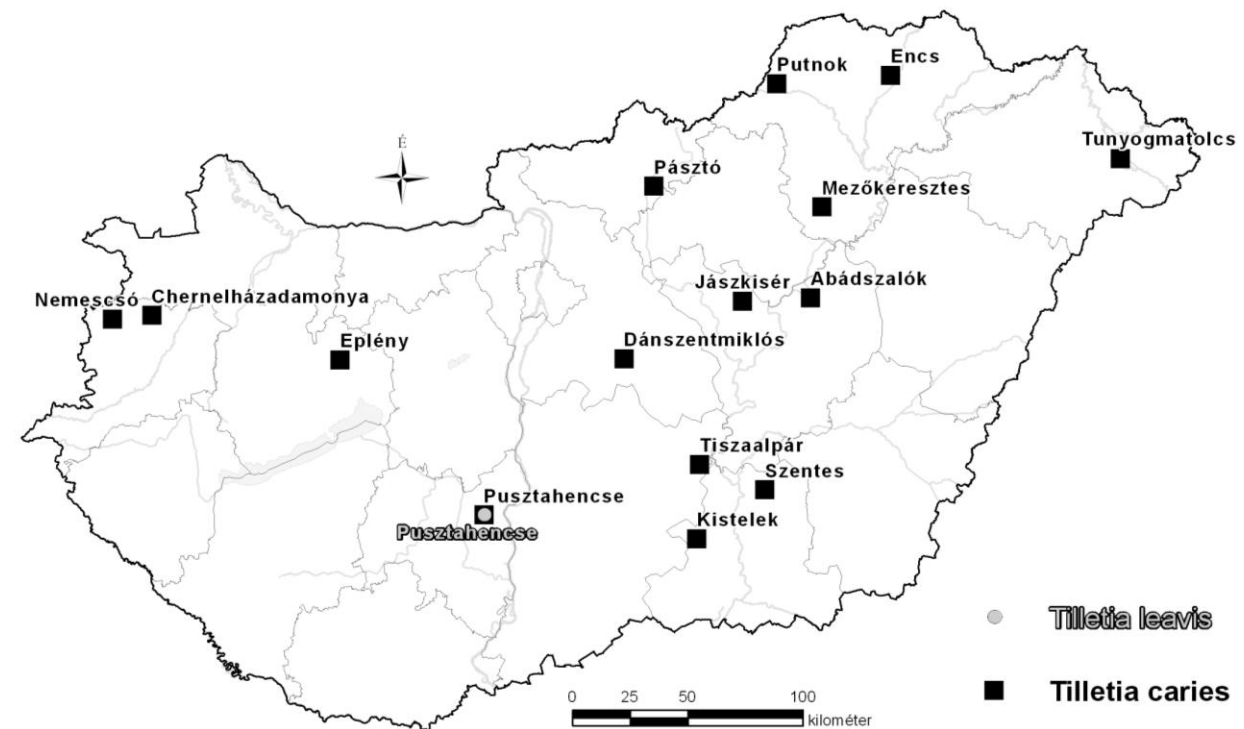 Encs
Putnok
Tunyogmatolcs
É
Pásztó
Mezőkeresztes
Jászkisér
Abádszalók
Nemescsó
Chernelházadamonya
Eplény
Dánszentmiklós
Tiszaalpár
Szentes
Pusztahencse
Pusztahencse
Kistelek
Tilletia leavis
Tilletia caries
0 25 50 100
kilométer